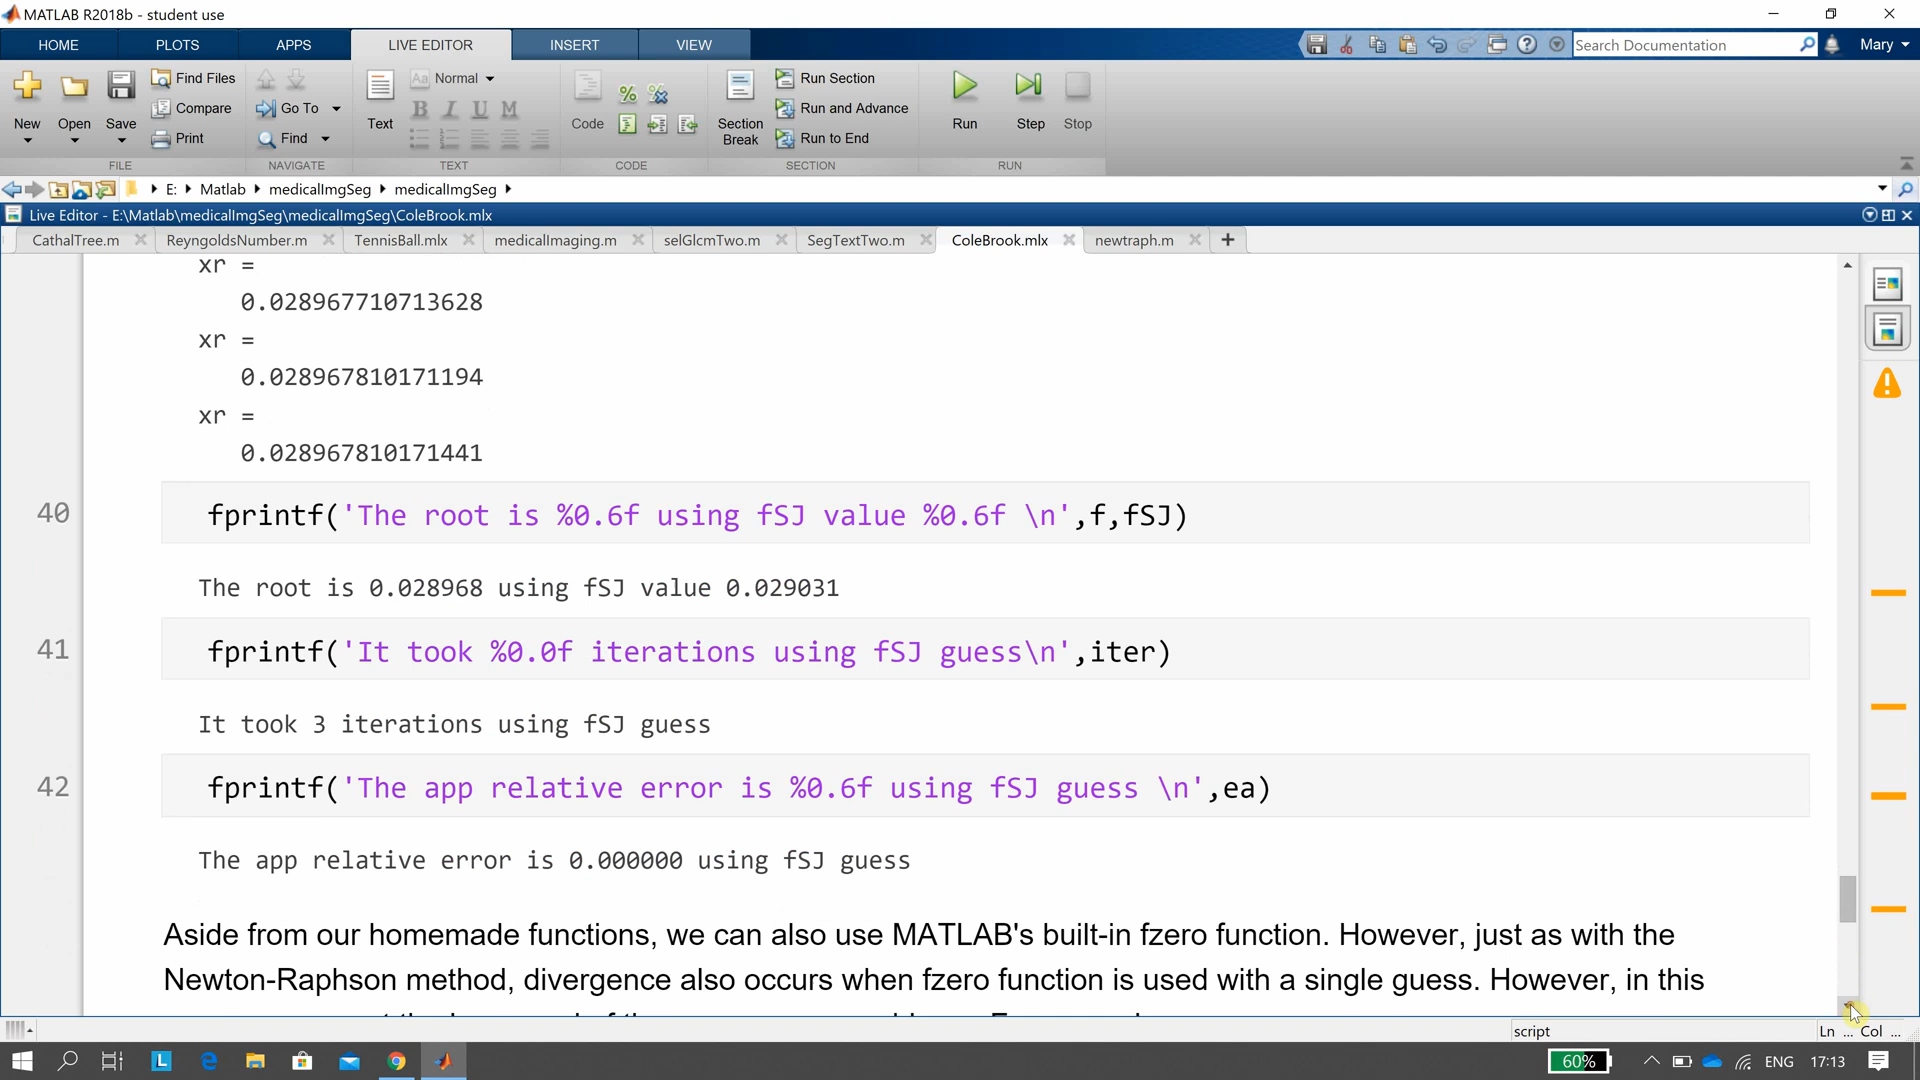 MATLAB R2018b - student use
HOME PLOTS APPS LIVE EDITOR INSERT VIEW
Search Documentation
Mary
New Open Save
Find Files
Compare
Print
FILE
Go To
Find
NAVIGATE
Text
Normal
B I U M
TEXT
Code
CODE
Section Break
Run Section
Run and Advance
Run to End
SECTION
Run Step Stop
RUN
E: Matlab medicalImgSeg medicalImgSeg
Live Editor - E:\Matlab\medicalImgSeg\medicalImgSeg\ColeBrook.mlx
CathalTree.m ReyngoldsNumber.m TennisBall.mlx medicalImaging.m selGlcmTwo.m SegTextTwo.m ColeBrook.mlx newtraph.m
xr =
0.028967710713628
xr =
0.028967810171194
xr =
0.028967810171441
40 fprintf('The root is %0.6f using fSJ value %0.6f \n',f,fSJ)
The root is 0.028968 using fSJ value 0.029031
41 fprintf('It took %0.0f iterations using fSJ guess\n',iter)
It took 3 iterations using fSJ guess
42 fprintf('The app relative error is %0.6f using fSJ guess \n',ea)
The app relative error is 0.000000 using fSJ guess
Aside from our homemade functions, we can also use MATLAB's built-in fzero function. However, just as with the
Newton-Raphson method, divergence also occurs when fzero function is used with a single guess. However, in this
script Ln ... Col ...
60% ENG 17:13